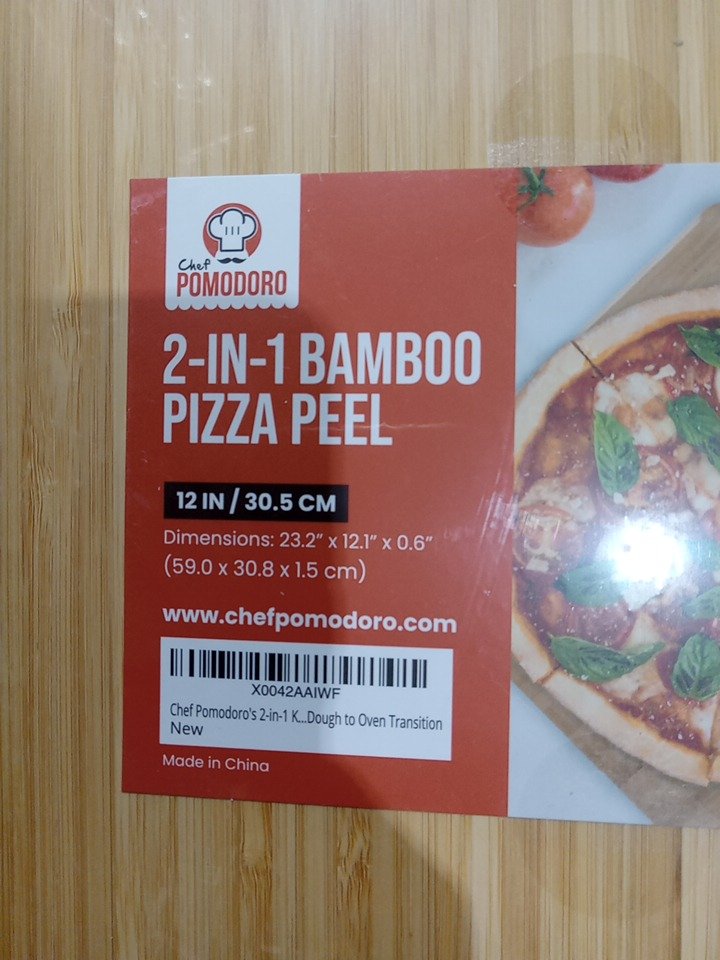 Chef
POMODORO
2-IN-1 BAMBOO
PIZZA PEEL
12 IN / 30.5 CM
Dimensions: 23.2” x 12.1” x 0.6”
(59.0 x 30.8 x 1.5 cm)
www.chefpomodoro.com
X0042AAIWF
Chef Pomodoro's 2-in-1 K...Dough to Oven Transition
New
Made in China